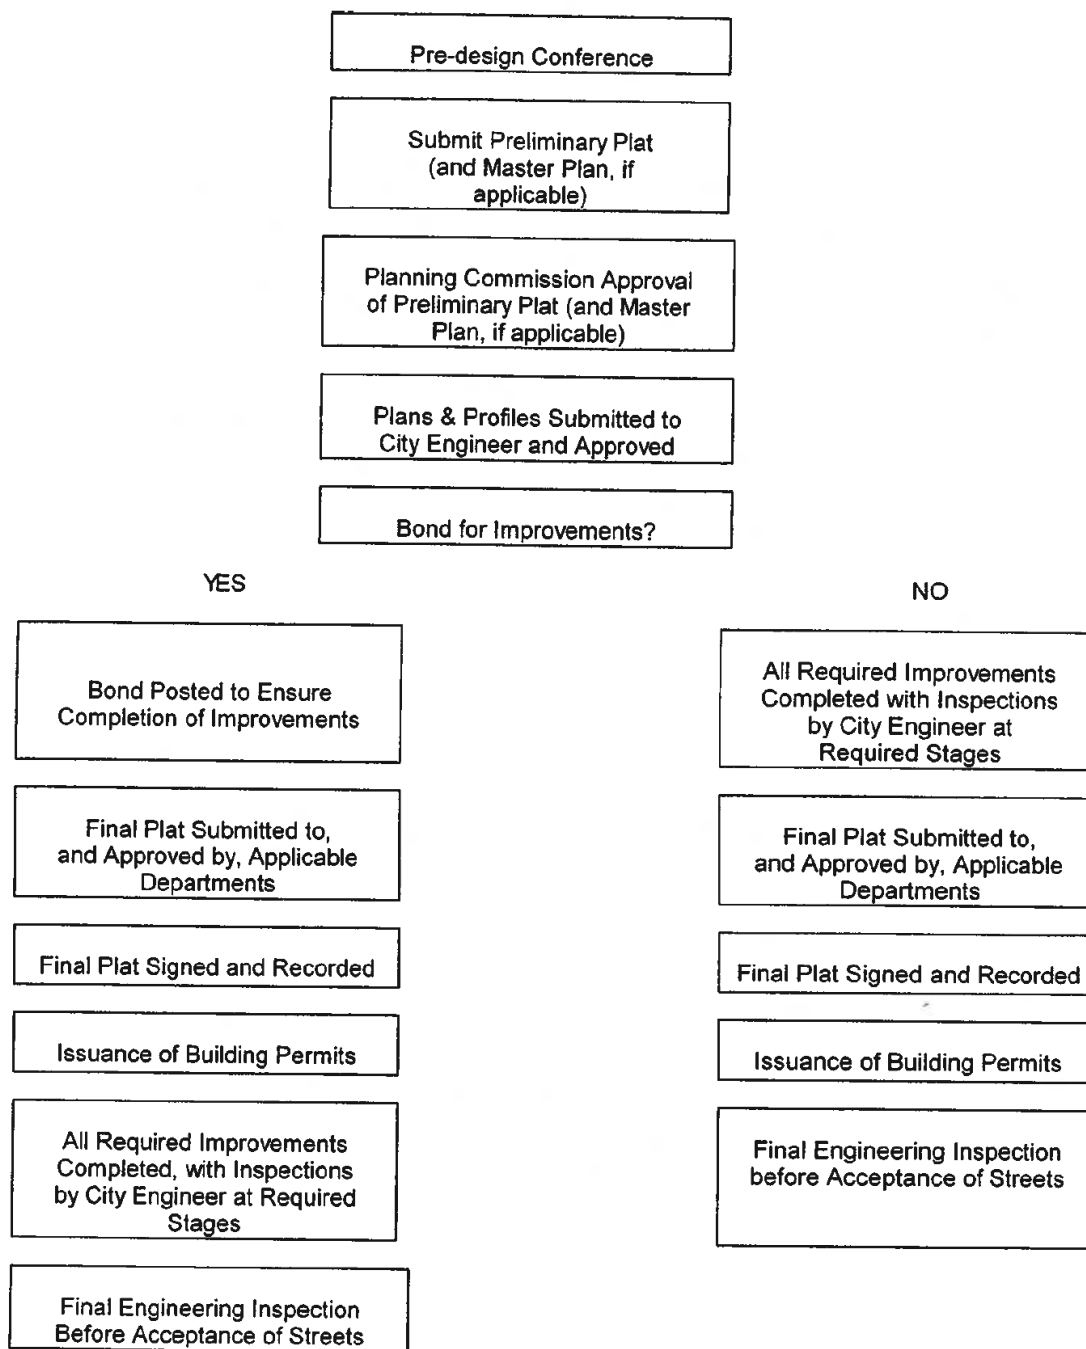 Pre-design Conference
Submit Preliminary Plat
(and Master Plan, if
applicable)
Planning Commission Approval
of Preliminary Plat (and Master
Plan, if applicable)
Plans & Profiles Submitted to
City Engineer and Approved
Bond for Improvements?
YES
Bond Posted to Ensure
Completion of Improvements
Final Plat Submitted to,
and Approved by, Applicable
Departments
Final Plat Signed and Recorded
Issuance of Building Permits
All Required Improvements
Completed, with Inspections
by City Engineer at Required
Stages
Final Engineering Inspection
Before Acceptance of Streets
NO
All Required Improvements
Completed with Inspections
by City Engineer at
Required Stages
Final Plat Submitted to,
and Approved by, Applicable
Departments
Final Plat Signed and Recorded
Issuance of Building Permits
Final Engineering Inspection
before Acceptance of Streets